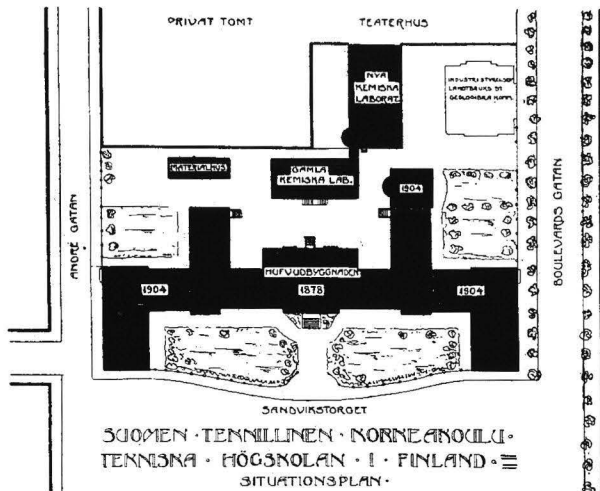 PRIVAT TOMT
TEATERHUS
NYA
KEMISKA
LABORAT.
INDUSTRISTYRELSEN
LANDTBRUKS ST
GEOLOGISKA KOMM.
MATERIALHUS
GAMLA
KEMISKA LAB.
1904
ANDRÉ GATAN
BOULEVARDS GATAN
HUFVUDBYGGNADEN
1904
1878
1904
SANDVIKSTORGET
SUOMEN · TEKNILLINEN · KORKEAKOULU ·
TEKNISKA · HÖGSKOLAN · I · FINLAND ·
SITUATIONSPLAN ·